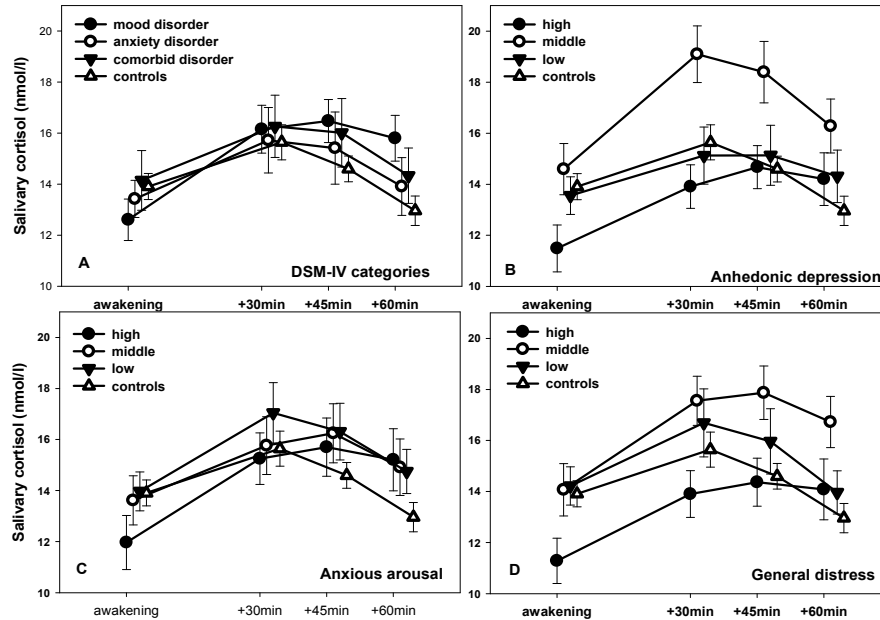 Salivary cortisol (nmol/l)
20
18
16
14
12
10
mood disorder
anxiety disorder
comorbid disorder
controls
A
DSM-IV categories
awakening
+30min
+45min
+60min
20
18
16
14
12
10
high
middle
low
controls
B
Anhedonic depression
awakening
+30min
+45min
+60min
Salivary cortisol (nmol/l)
20
18
16
14
12
10
high
middle
low
controls
C
Anxious arousal
awakening
+30min
+45min
+60min
20
18
16
14
12
10
high
middle
low
controls
D
General distress
awakening
+30min
+45min
+60min